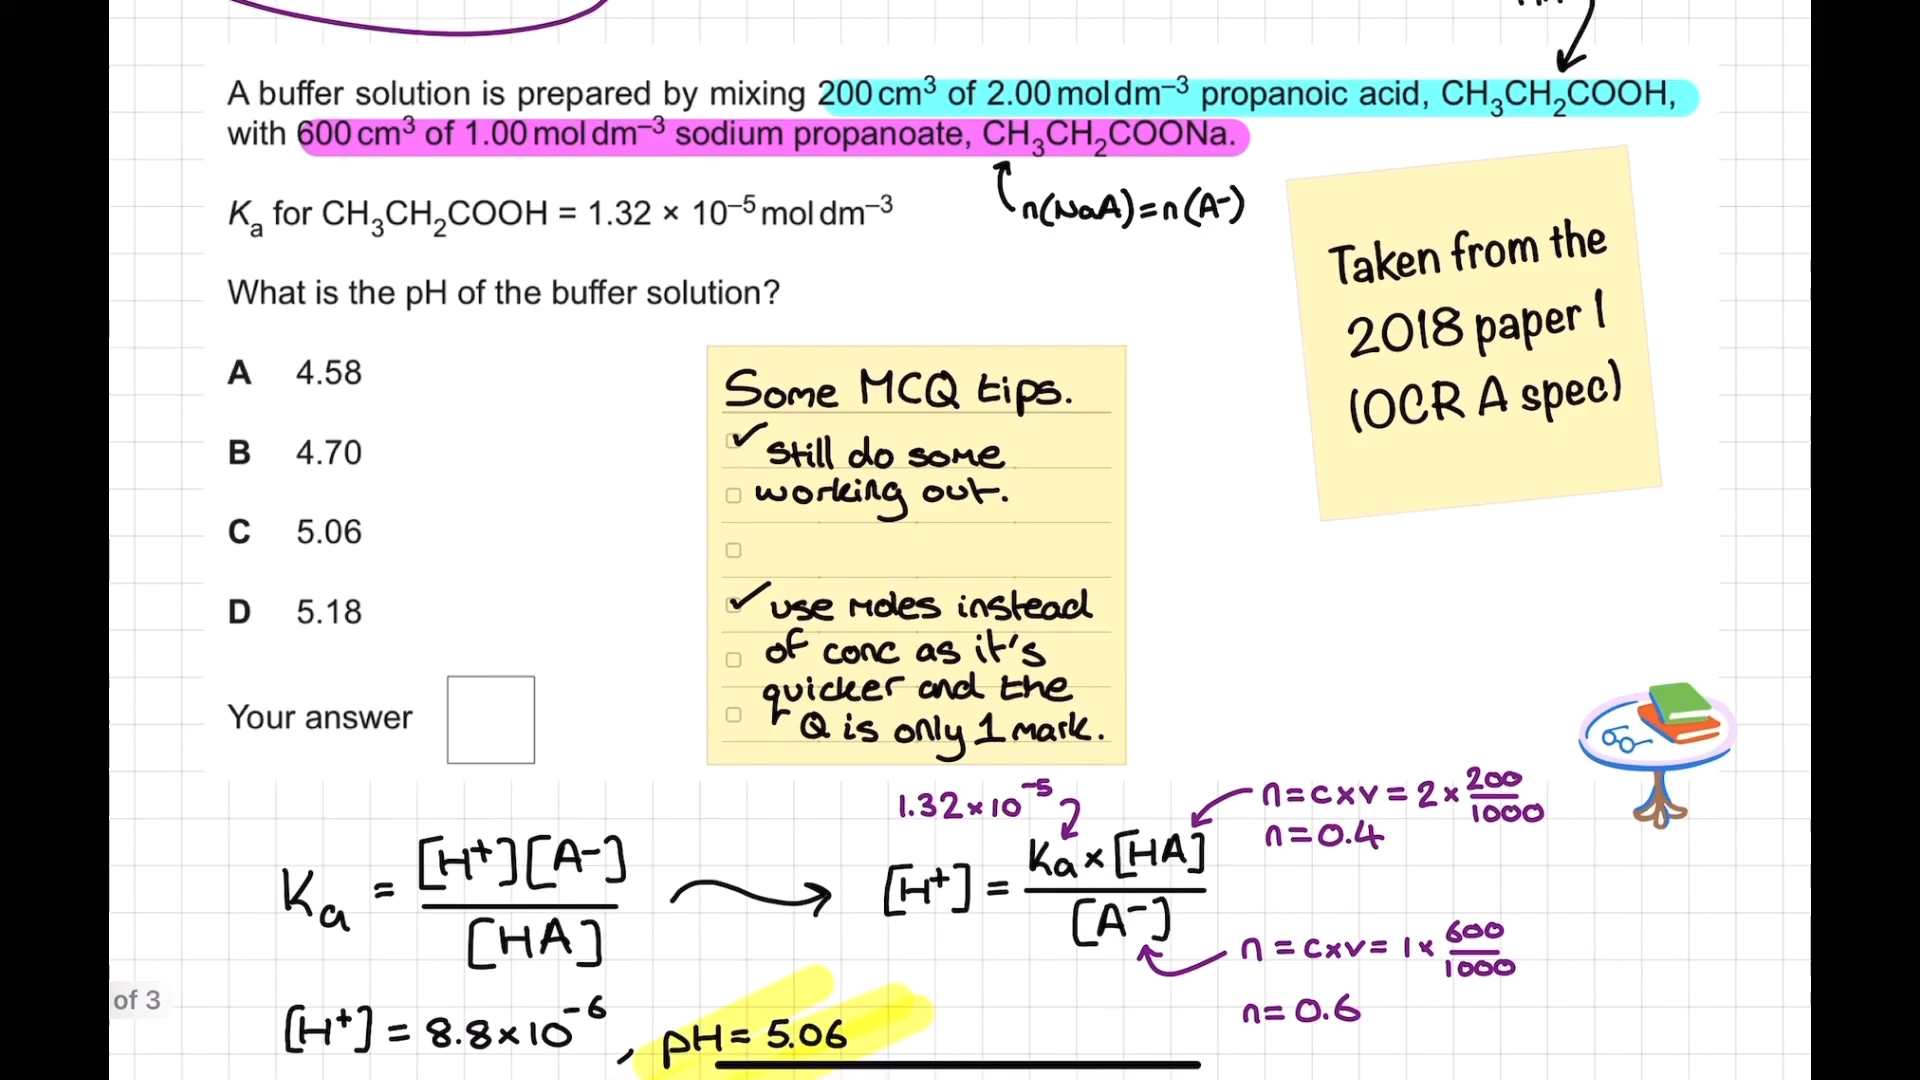 A buffer solution is prepared by mixing 200 cm³ of 2.00 mol dm⁻³ propanoic acid, CH₃CH₂COOH,
with 600 cm³ of 1.00 mol dm⁻³ sodium propanoate, CH₃CH₂COONa.
n(NaA)=n(A-)
Kₐ for CH₃CH₂COOH = 1.32 × 10⁻⁵ mol dm⁻³
What is the pH of the buffer solution?
Taken from the
2018 paper 1
(OCR A spec)
A 4.58
B 4.70
C 5.06
D 5.18
Your answer
Some MCQ tips.
✓ Still do some
working out.
✓ use moles instead
of conc as it's
quicker and the
Q is only 1 mark.
Kₐ = [H⁺][A-] / [HA]
1.32×10⁻⁵
[H⁺] = Kₐ × [HA] / [A⁻]
n=c×v=2×200/1000
n=0.4
n=c×v=1×600/1000
n=0.6
[H⁺] = 8.8×10⁻⁶, pH= 5.06
of 3